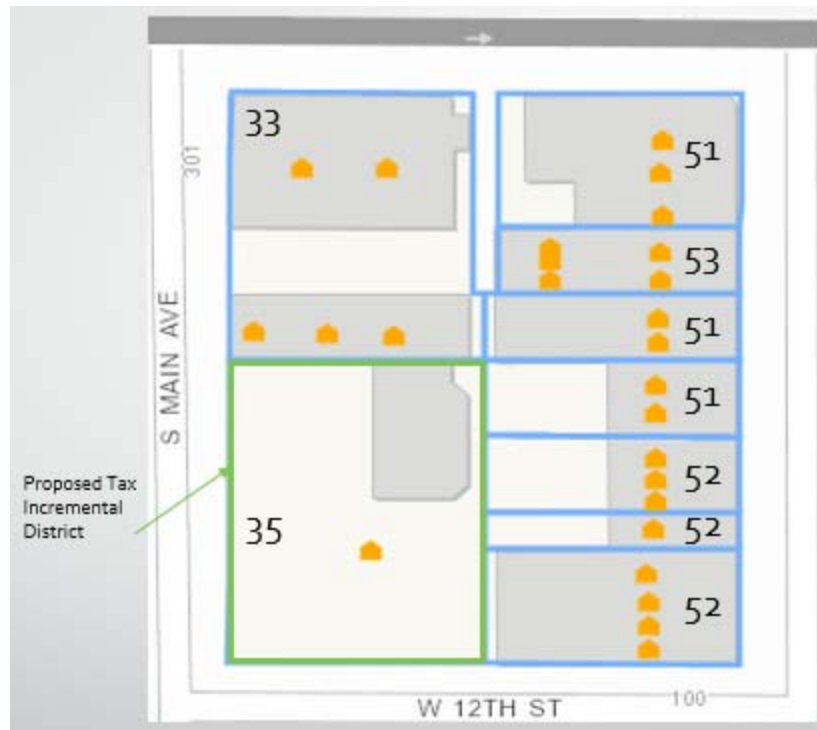 33
51
301
53
51
S MAIN AVE
51
52
Proposed Tax
Incremental
District
35
52
52
100
W 12TH ST